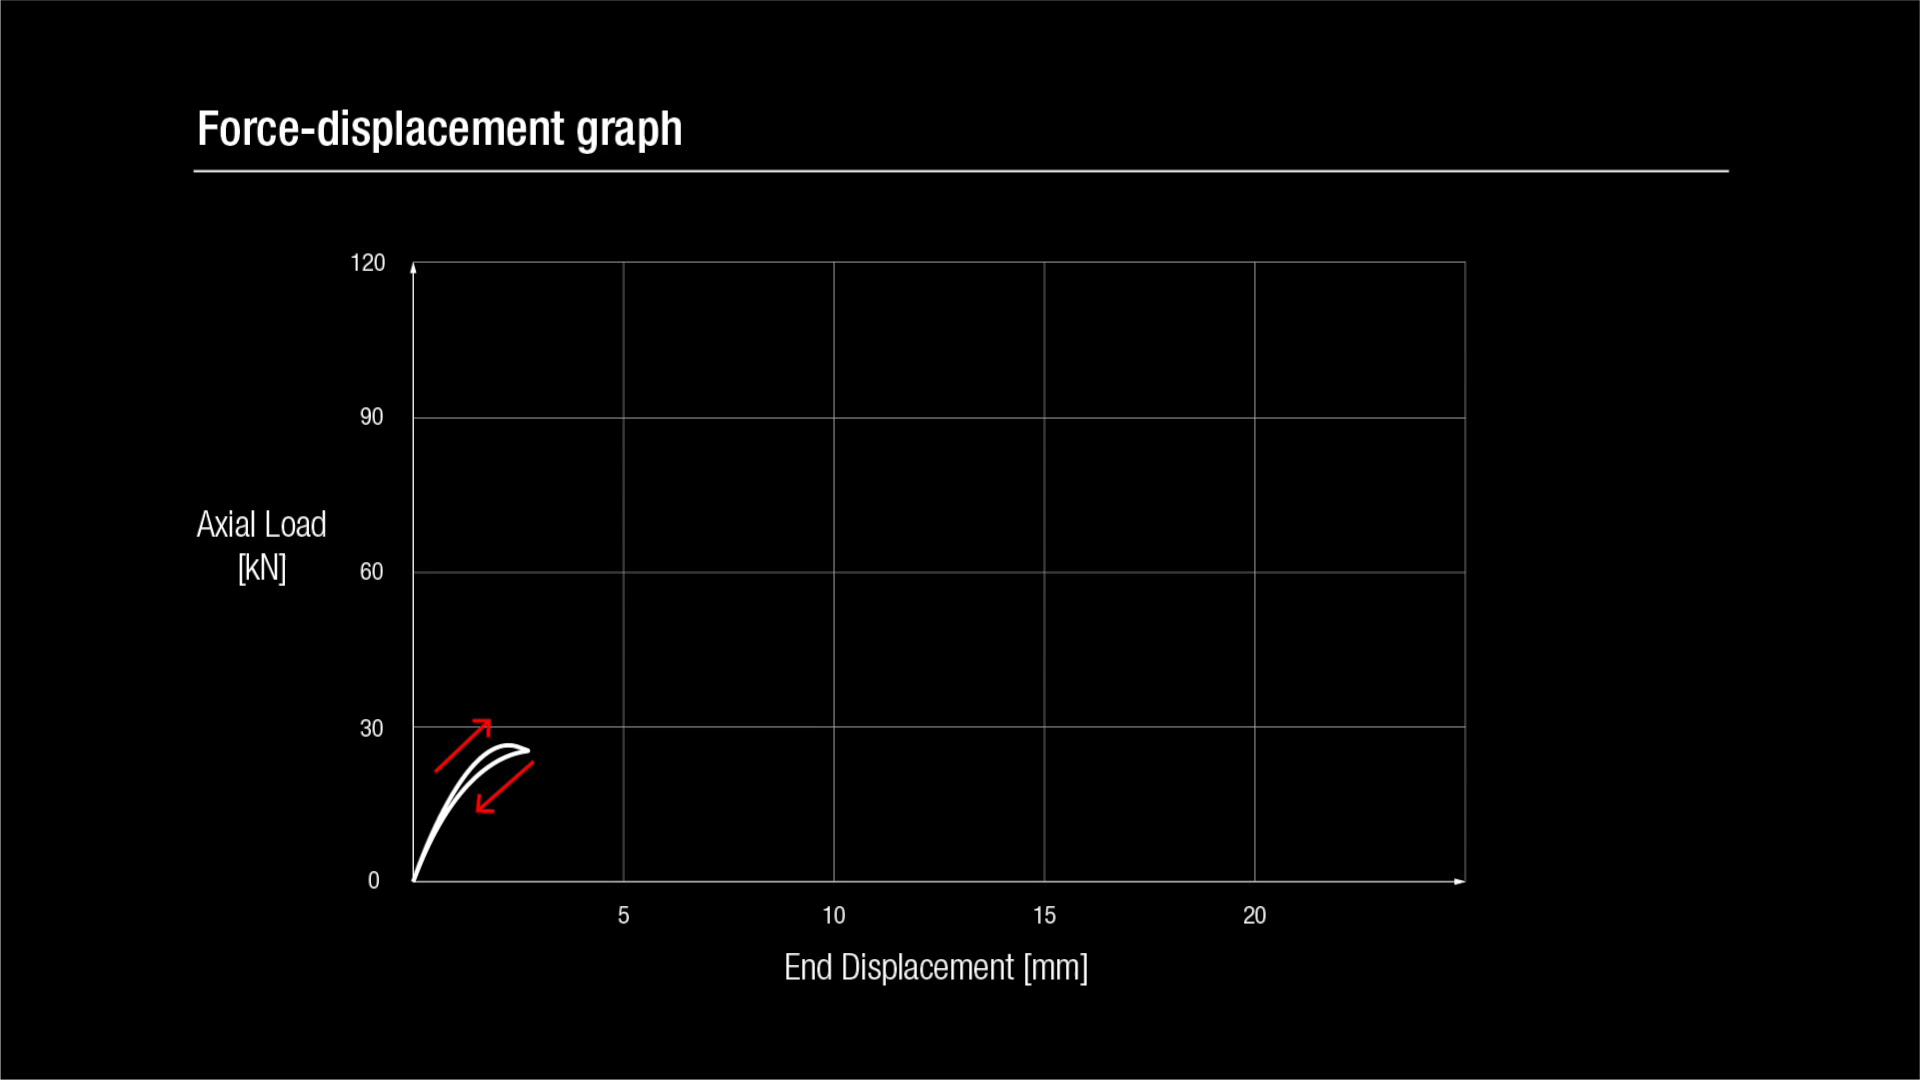 Force-displacement graph
120
90
Axial Load
[kN]
60
30
0
5 10 15 20
End Displacement [mm]